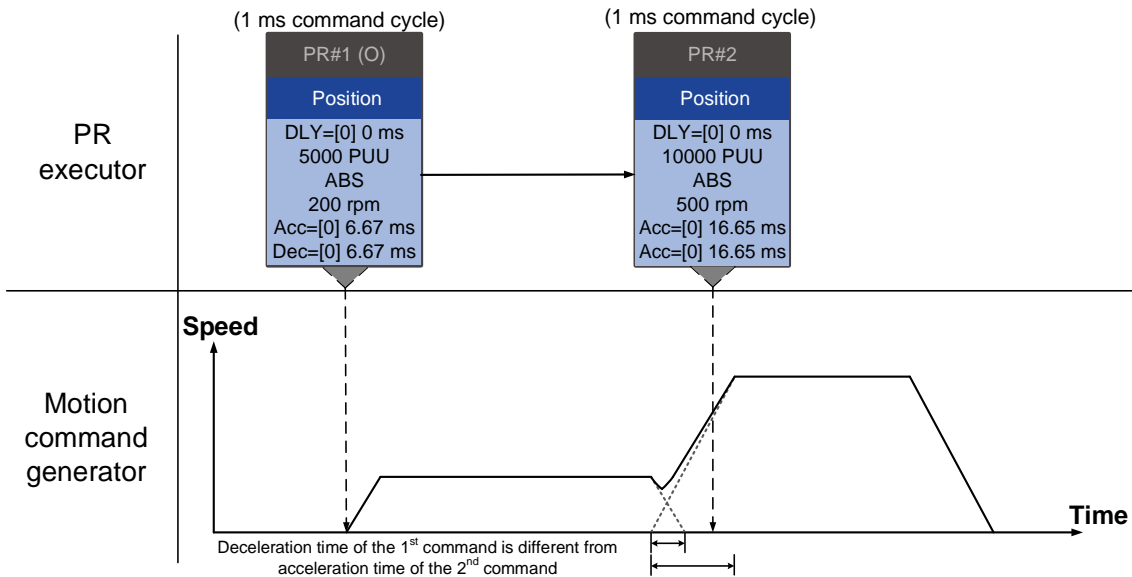 (1 ms command cycle)
(1 ms command cycle)
PR#1 (O)
PR#2
Position
Position
DLY=[0] 0 ms
5000 PUU
ABS
200 rpm
Acc=[0] 6.67 ms
Dec=[0] 6.67 ms
DLY=[0] 0 ms
10000 PUU
ABS
500 rpm
Acc=[0] 16.65 ms
Acc=[0] 16.65 ms
PR
executor
Speed
Motion
command
generator
Time
Deceleration time of the 1st command is different from
acceleration time of the 2nd command